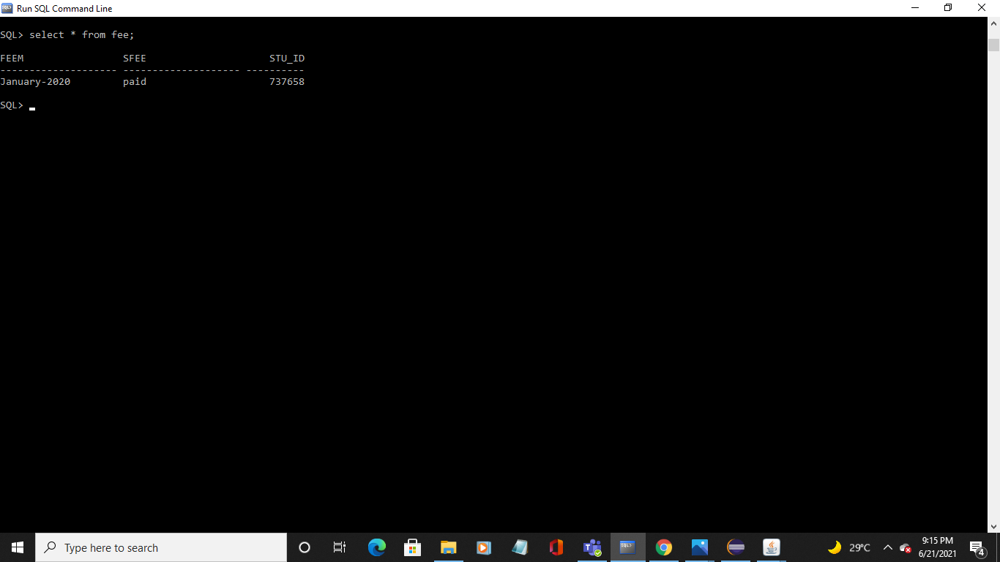 Run SQL Command Line
SQL> select * from fee;
FEEM                 SFEE                     STU_ID
-------------------- -------------------- ----------
January-2020         paid                     737658
SQL>
Type here to search
SQL>
29°C
9:15 PM
6/21/2021
4